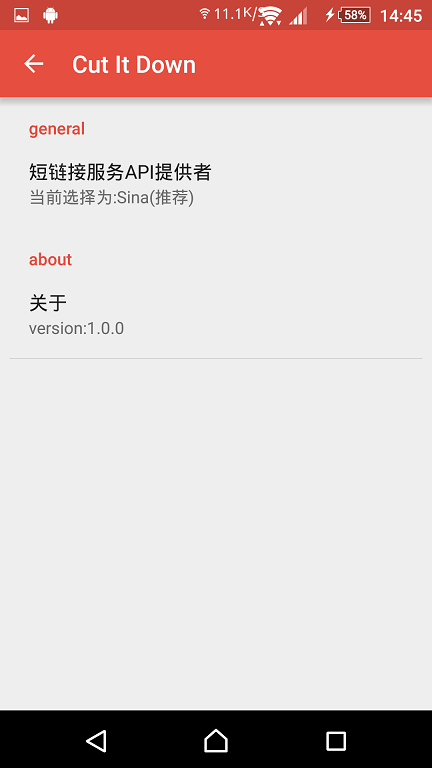 11.1K/s 58% 14:45
Cut It Down
general
短链接服务API提供者
当前选择为:Sina(推荐)
about
关于
version:1.0.0